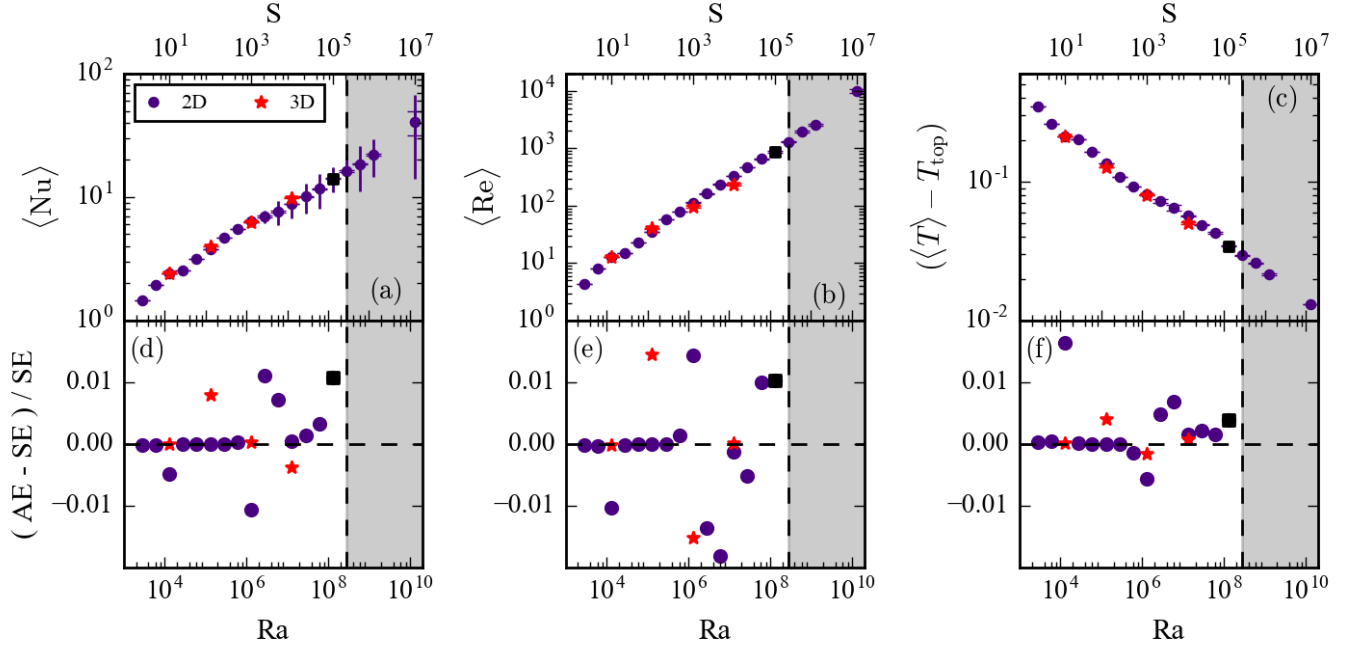 S S S
10^1 10^3 10^5 10^7 10^1 10^3 10^5 10^7 10^1 10^3 10^5 10^7
10^2 10^4 (c)
2D 3D
10^3
⟨Nu⟩ 10^1 ⟨Re⟩ 10^2 (⟨T⟩ − T_top) 10^-1
10^1
(a) (b)
10^0 10^0 10^-2
(d) (e) (f)
( AE - SE ) / SE
0.01 0.01 0.01
0.00 0.00 0.00
−0.01 −0.01 −0.01
10^4 10^6 10^8 10^10 10^4 10^6 10^8 10^10 10^4 10^6 10^8 10^10
Ra Ra Ra